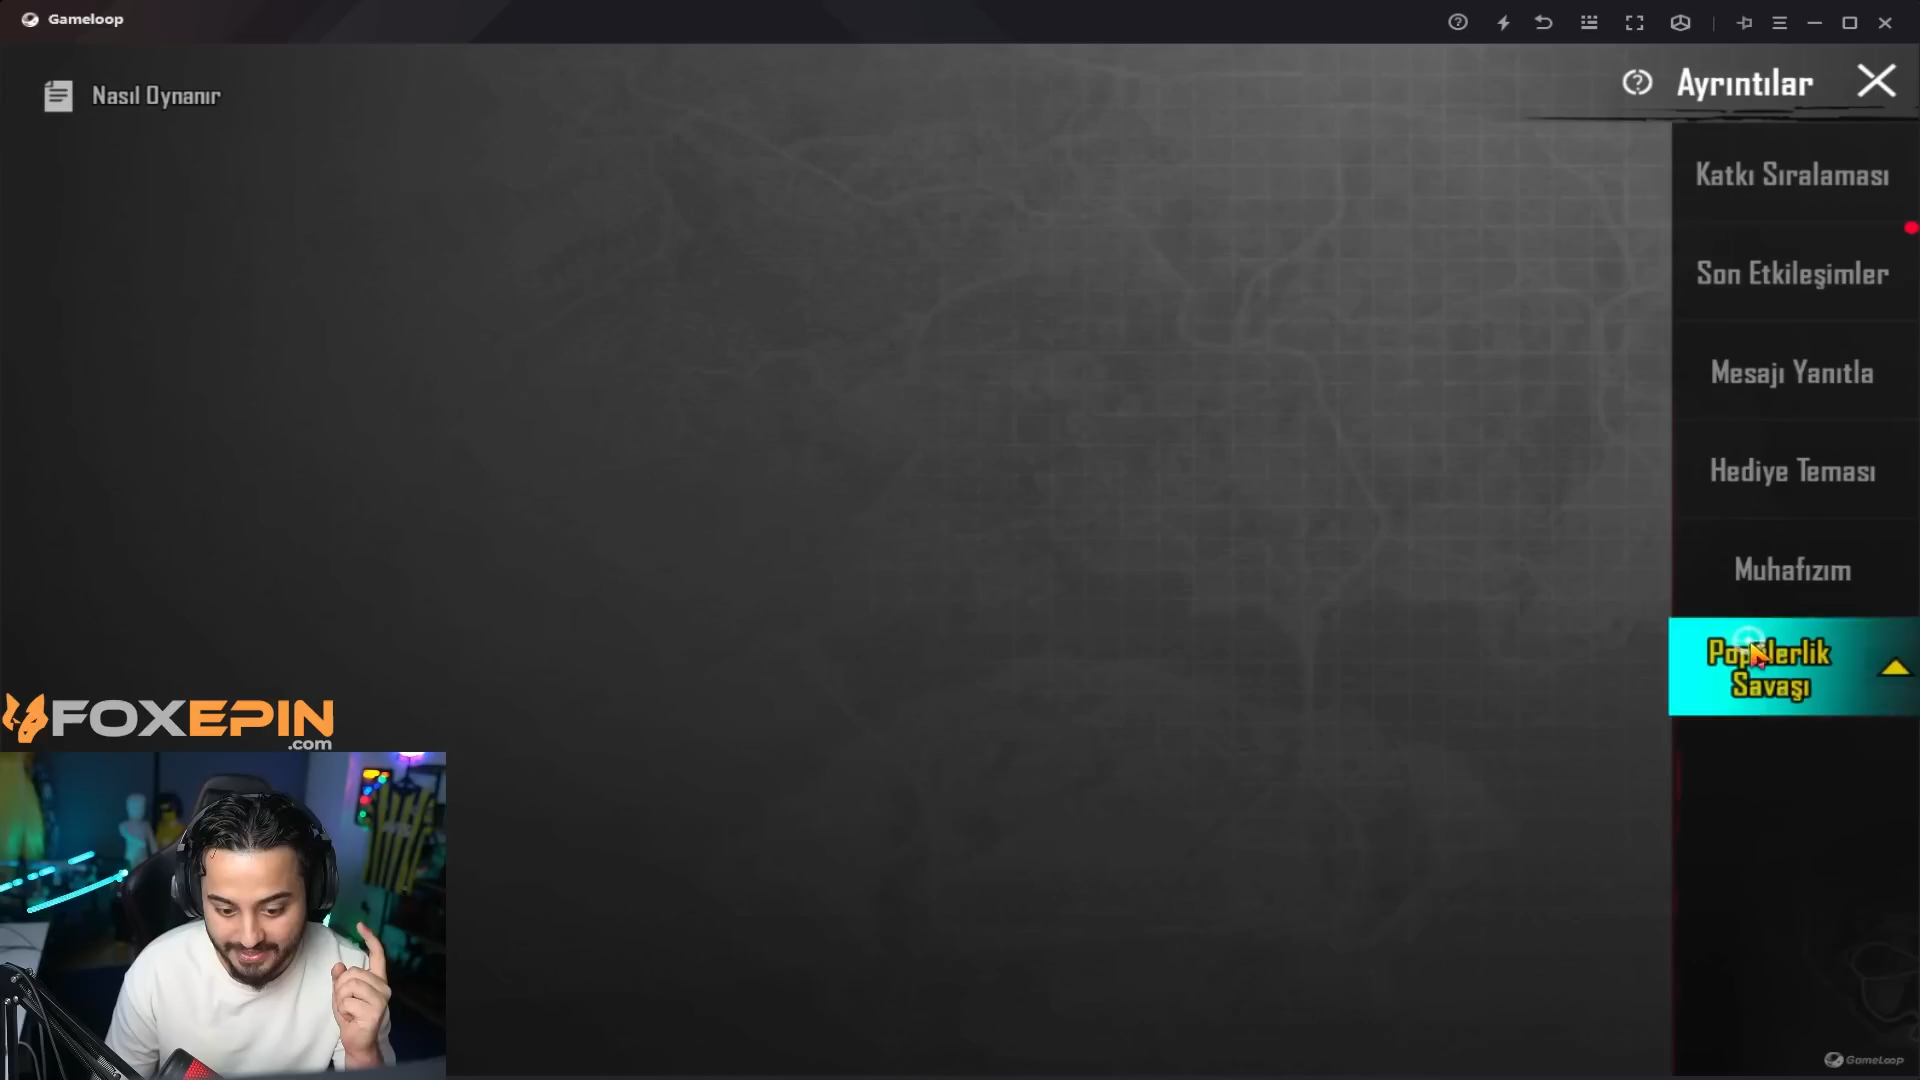 Gameloop
Nasıl Oynanır
Ayrıntılar
Katkı Sıralaması
Son Etkileşimler
Mesajı Yanıtla
Hediye Teması
Muhafızım
Popülerlik
Savaşı
FOXEPIN
.com
GameLoop